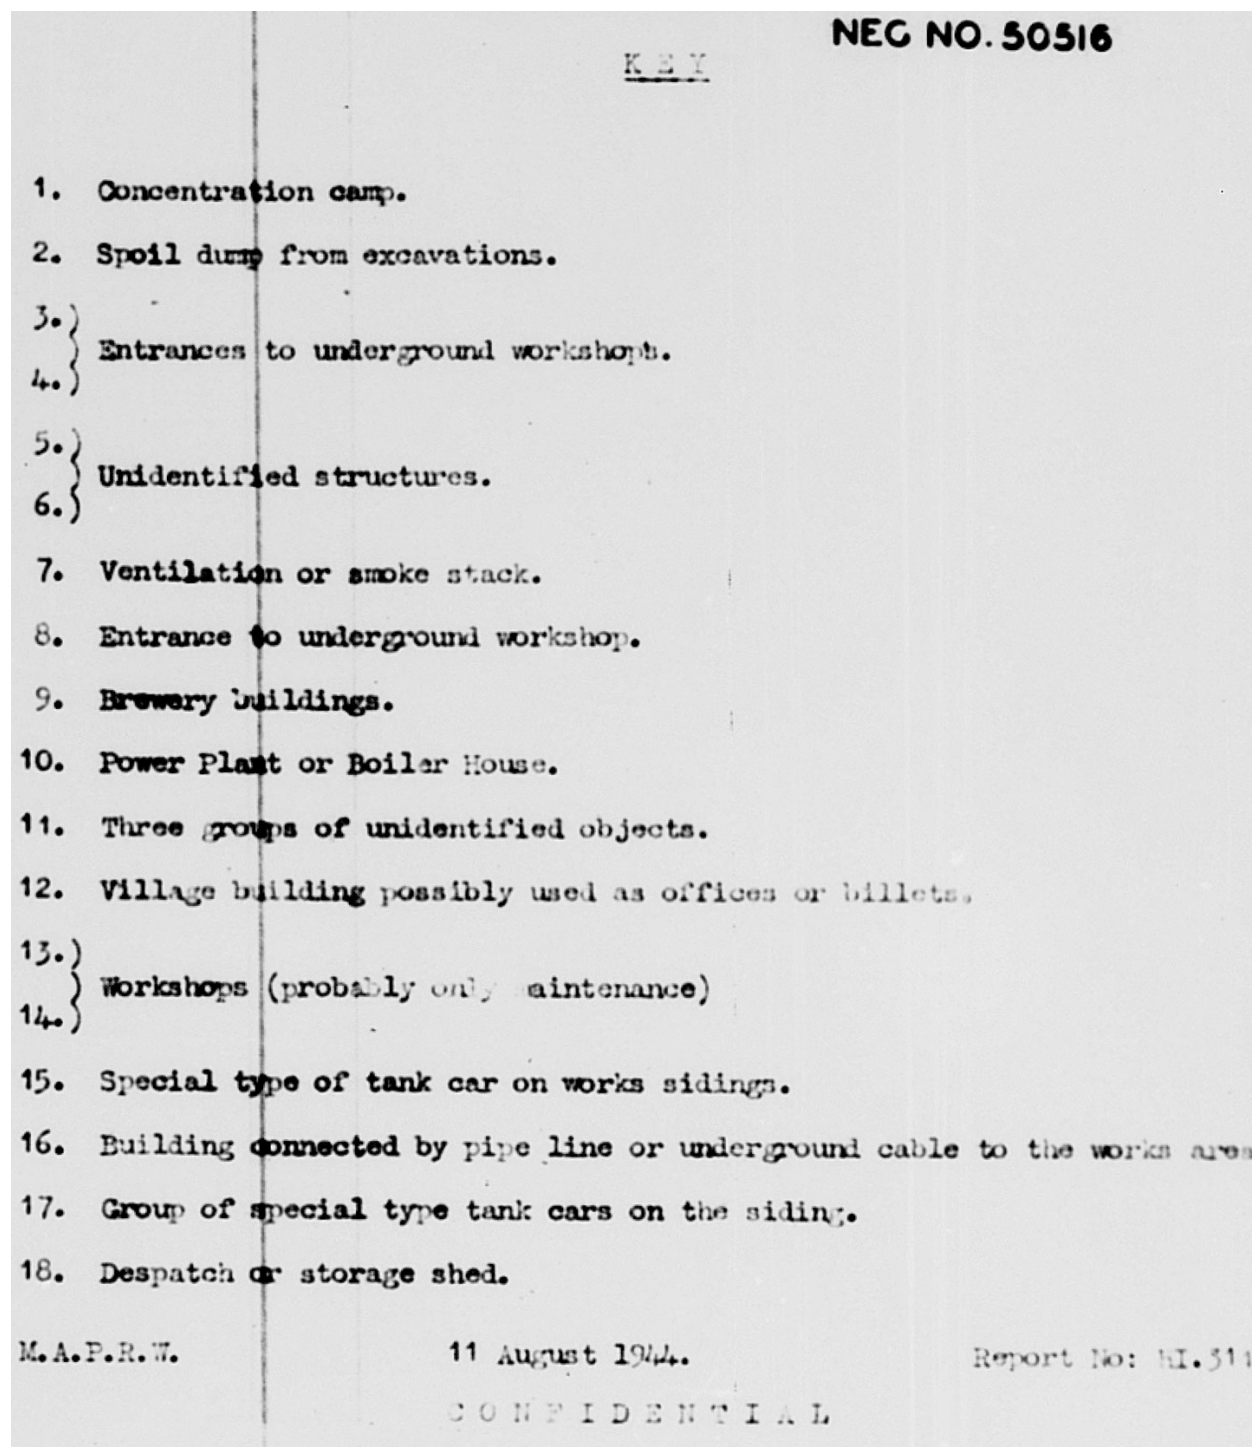 NEG NO. 50516
KEY
1. Concentration camp.
2. Spoil dump from excavations.
3.)
Entrances to underground workshops.
4.)
5.)
Unidentified structures.
6.)
7. Ventilation or smoke stack.
8. Entrance to underground workshop.
9. Brewery buildings.
10. Power Plant or Boiler House.
11. Three groups of unidentified objects.
12. Village building possibly used as offices or billets.
13.)
Workshops (probably only maintenance)
14.)
15. Special type of tank car on works sidings.
16. Building connected by pipe line or underground cable to the works area
17. Group of special type tank cars on the siding.
18. Despatch or storage shed.
M.A.P.R.W. 11 August 1944. Report No:
CONFIDENTIAL